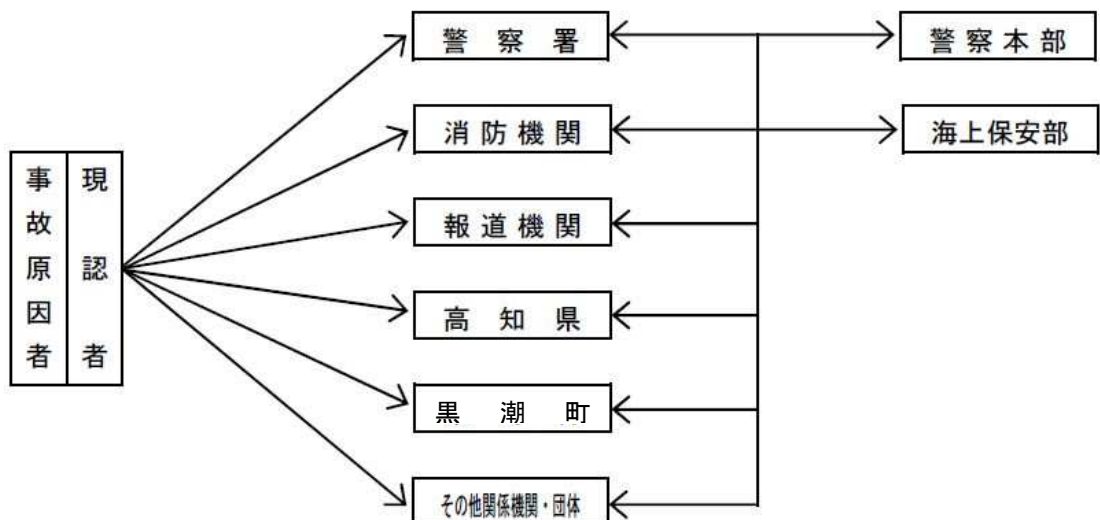 事故原因者
現認者
警察署
消防機関
報道機関
高知県
黒潮町
その他関係機関・団体
警察本部
海上保安部